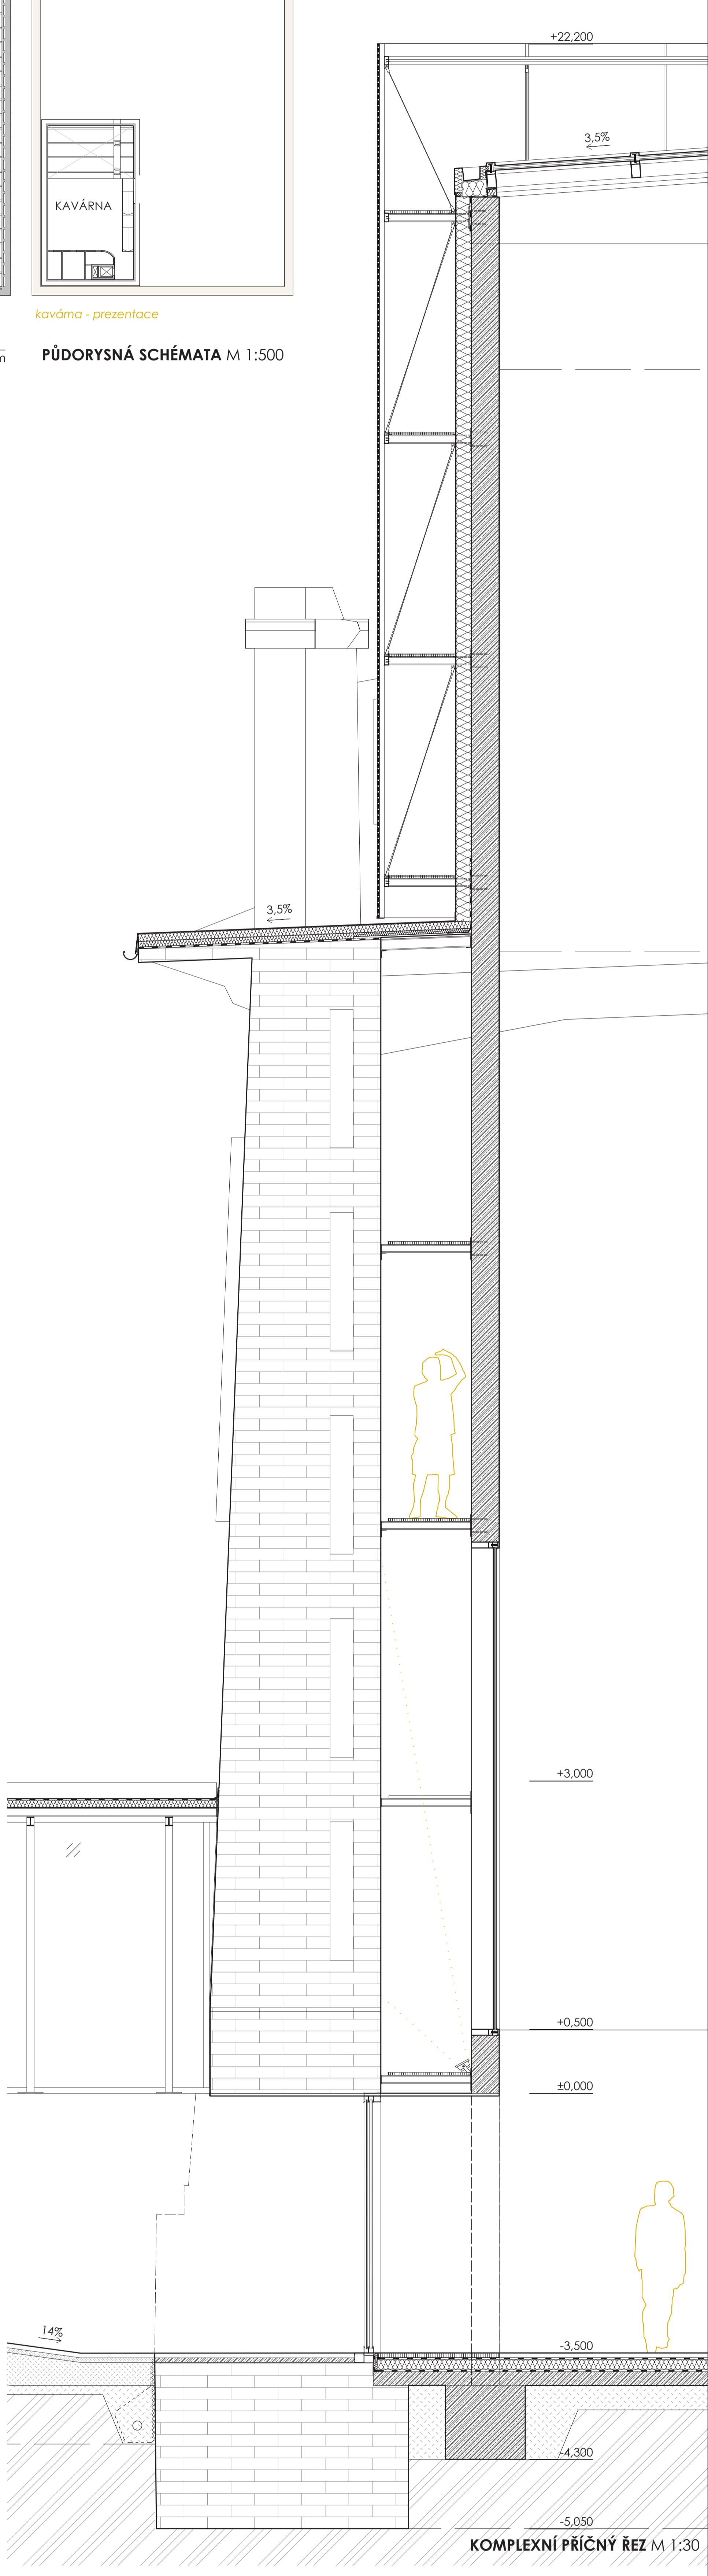 +22,200
3,5%
KAVÁRNA
kavárna - prezentace
PŮDORYSNÁ SCHÉMATA M 1:500
m
3,5%
+3,000
+0,500
±0,000
14%
-3,500
-4,300
-5,050
KOMPLEXNÍ PŘÍČNÝ ŘEZ M 1:30